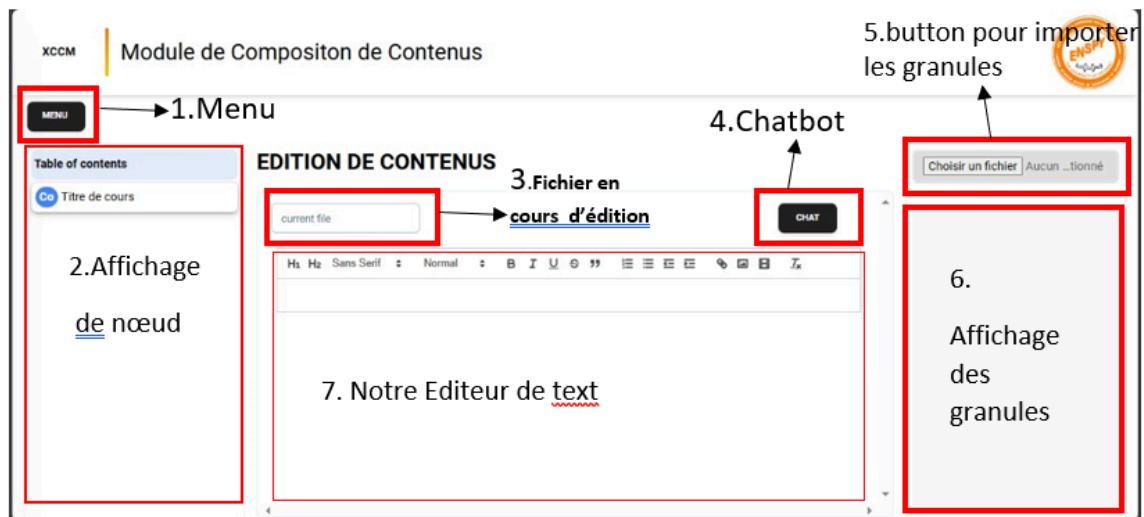 XCCM
Module de Compositon de Contenus
5.button pour importer
les granules
ENSPY
MENU
1.Menu
4.Chatbot
Table of contents
Co Titre de cours
EDITION DE CONTENUS
Choisir un fichier Aucun ...tionné
3.Fichier en
cours d'édition
current file
CHAT
2.Affichage
de nœud
H1 H2 Sans Serif Normal B I U S ” Tx
6.
Affichage
des
granules
7. Notre Editeur de text